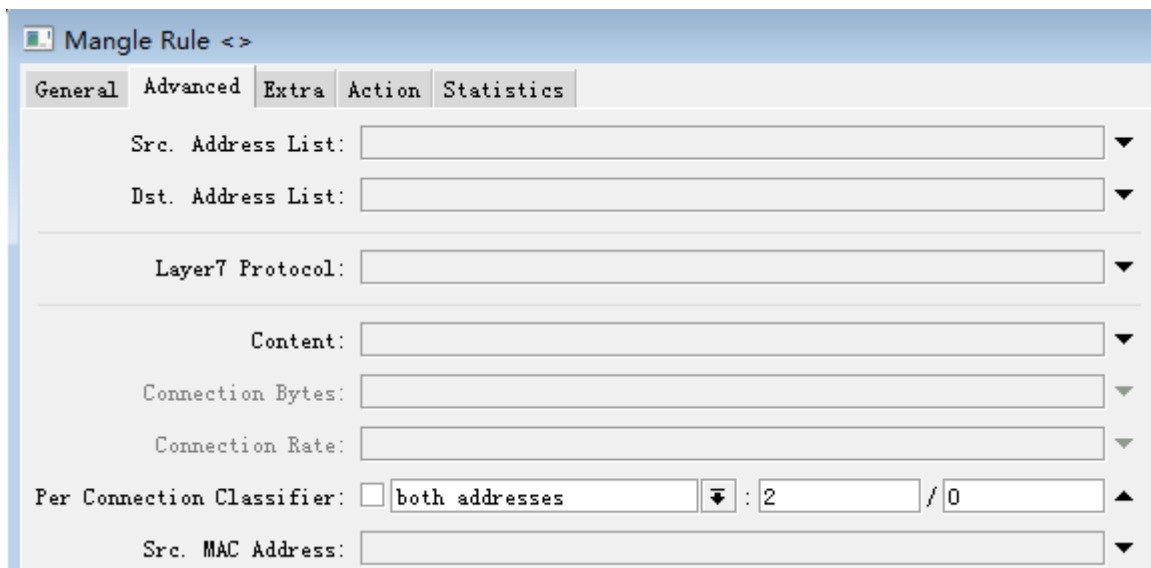 Mangle Rule <>
General Advanced Extra Action Statistics
Src. Address List:
Dst. Address List:
Layer7 Protocol:
Content:
Connection Bytes:
Connection Rate:
Per Connection Classifier: both addresses : 2 / 0
Src. MAC Address: